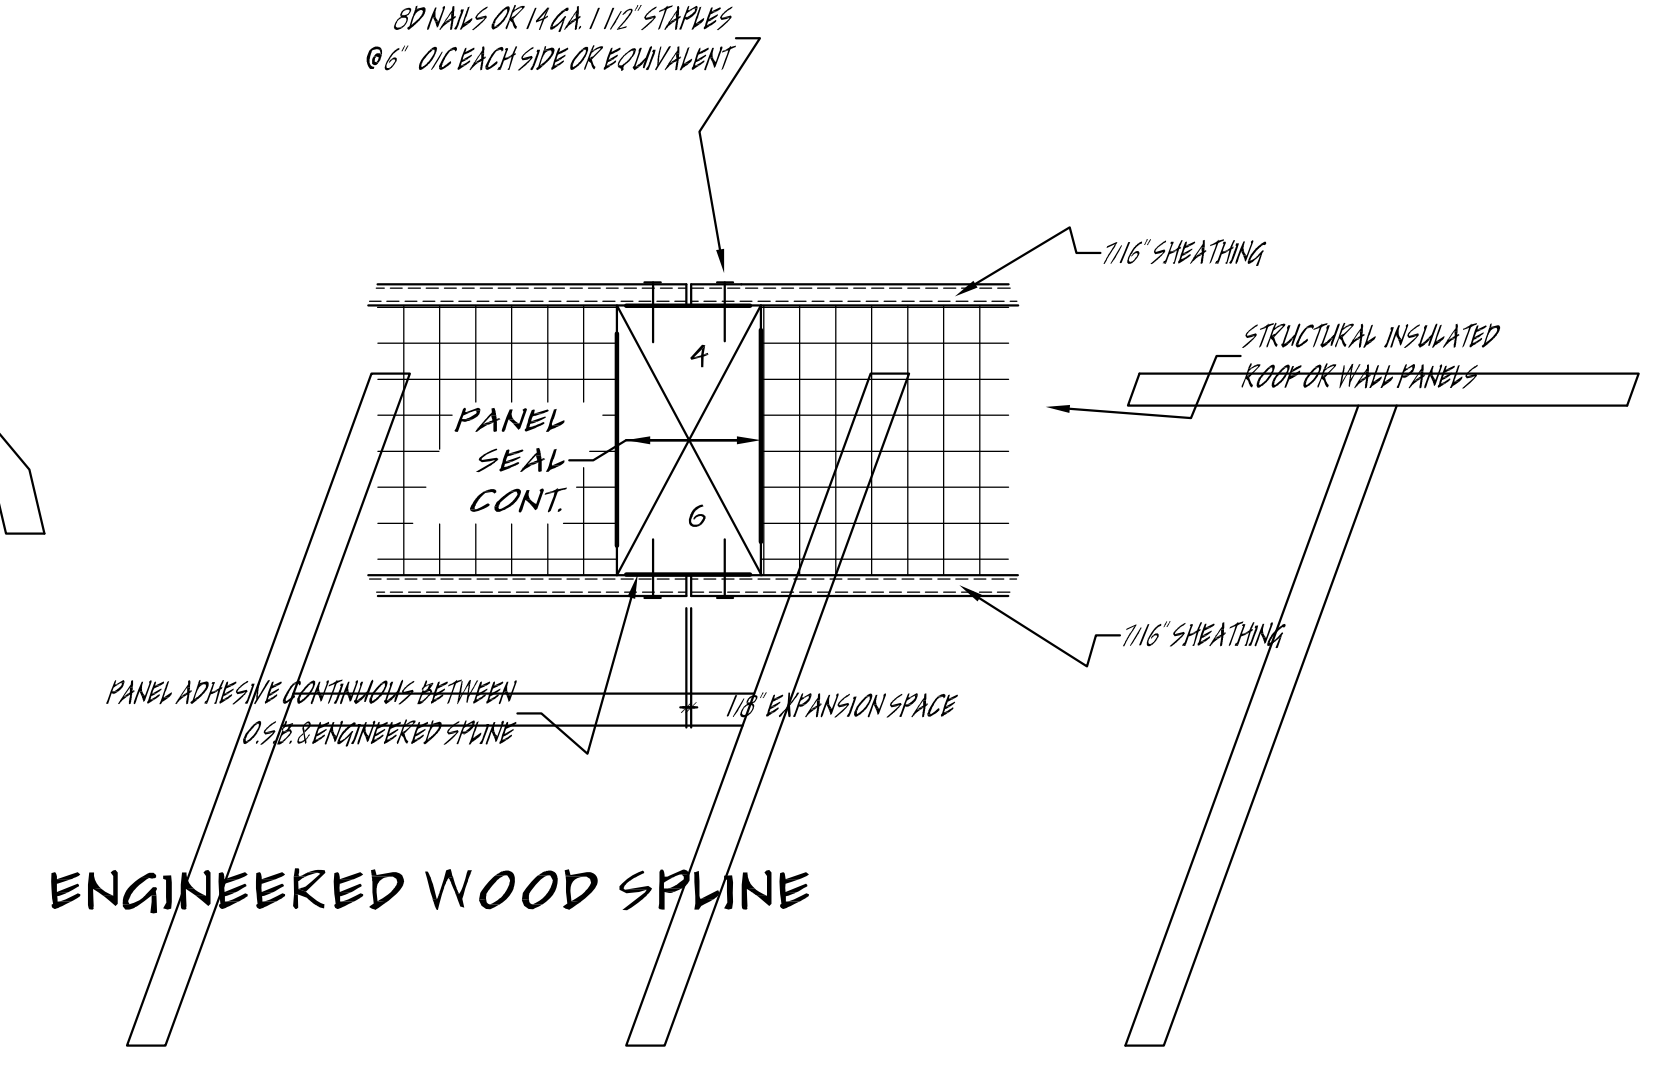 8D NAILS OR 14 GA. 1 1/2" STAPLES
@ 6" O/C EACH SIDE OR EQUIVALENT
7/16" SHEATHING
STRUCTURAL INSULATED
ROOF OR WALL PANELS
4
PANEL
SEAL
CONT.
6
7/16" SHEATHING
PANEL ADHESIVE CONTINUOUS BETWEEN
O.S.B. & ENGINEERED SPLINE
1/8" EXPANSION SPACE
ENGINEERED WOOD SPLINE